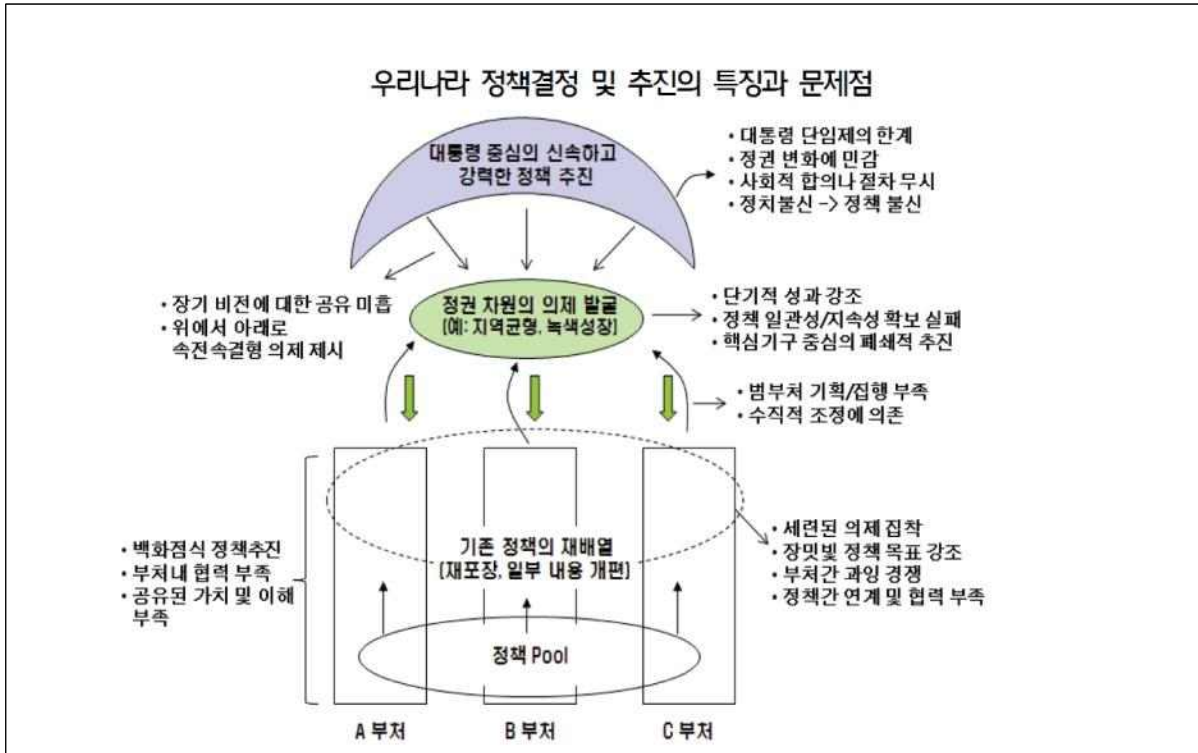 우리나라 정책결정 및 추진의 특징과 문제점
대통령 중심의 신속하고
강력한 정책 추진
• 대통령 단임제의 한계
• 정권 변화에 민감
• 사회적 합의나 절차 무시
• 정치불신 -> 정책 불신
• 장기 비전에 대한 공유 미흡
• 위에서 아래로
속전속결형 의제 제시
정권 차원의 의제 발굴
(예: 지역균형, 녹색성장)
• 단기적 성과 강조
• 정책 일관성/지속성 확보 실패
• 핵심기구 중심의 폐쇄적 추진
• 범부처 기획/집행 부족
• 수직적 조정에 의존
• 백화점식 정책추진
• 부처내 협력 부족
• 공유된 가치 및 이해
부족
기존 정책의 재배열
(재포장, 일부 내용 개편)
• 세련된 의제 집착
• 장밋빛 정책 목표 강조
• 부처간 과잉 경쟁
• 정책간 연계 및 협력 부족
정책 Pool
A 부처
B 부처
C 부처